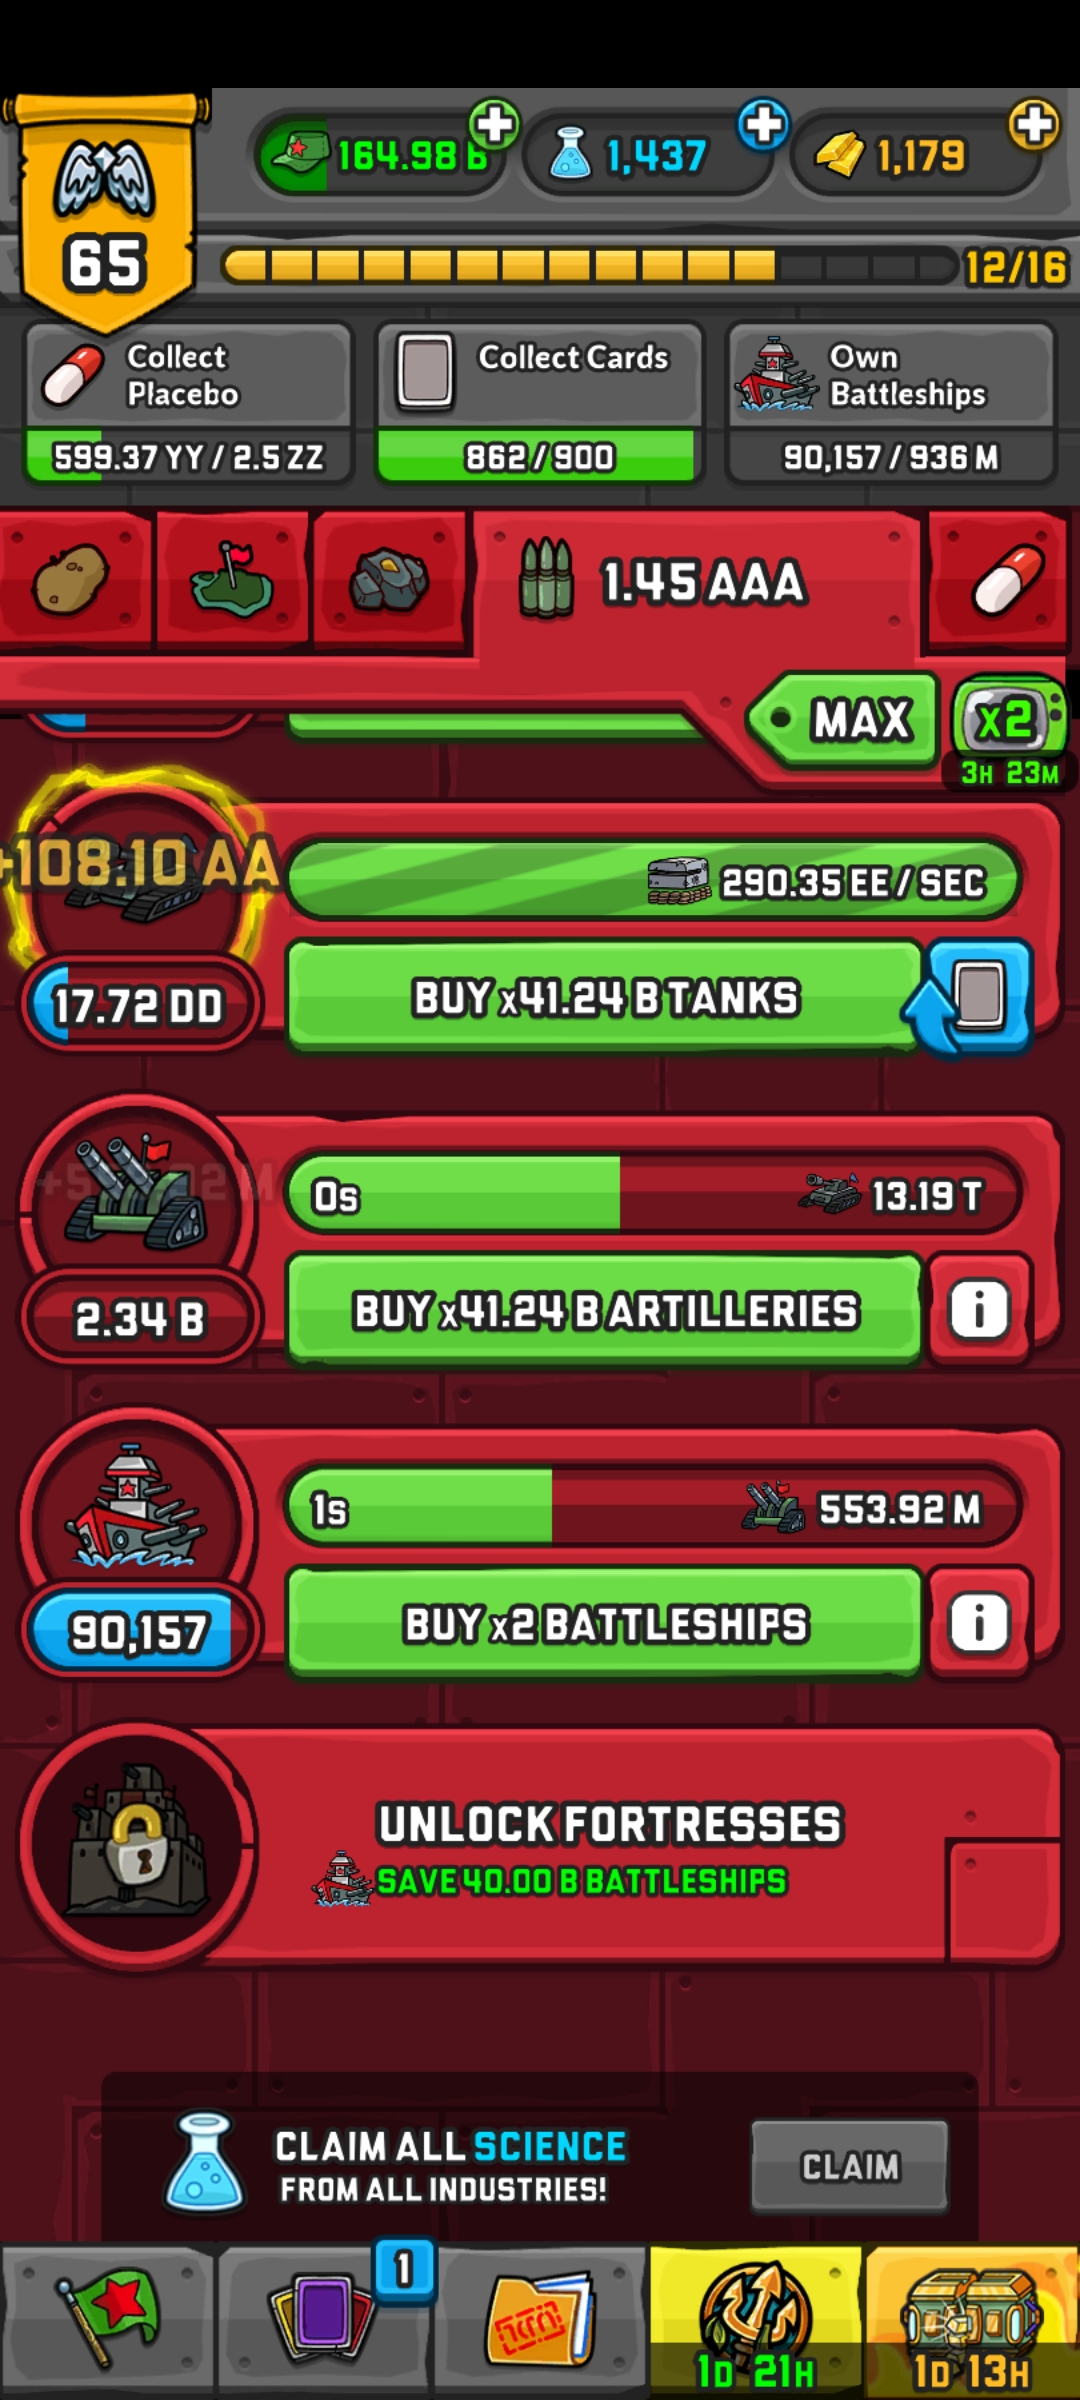 65
164.98 B
1,437
1,179
12/16
Collect
Placebo
599.37 YY / 2.5 ZZ
Collect Cards
862/900
Own
Battleships
90,157 / 936 M
1.45 AAA
MAX
x2
3H 23M
+108.10 AA
290.35 EE / SEC
17.72 DD
BUY x41.24 B TANKS
0s
13.19 T
2.34 B
BUY x41.24 B ARTILLERIES
i
1s
553.92 M
90,157
BUY x2 BATTLESHIPS
i
UNLOCK FORTRESSES
SAVE 40.00 B BATTLESHIPS
CLAIM ALL SCIENCE
FROM ALL INDUSTRIES!
CLAIM
1
1D 21H
1D 13H